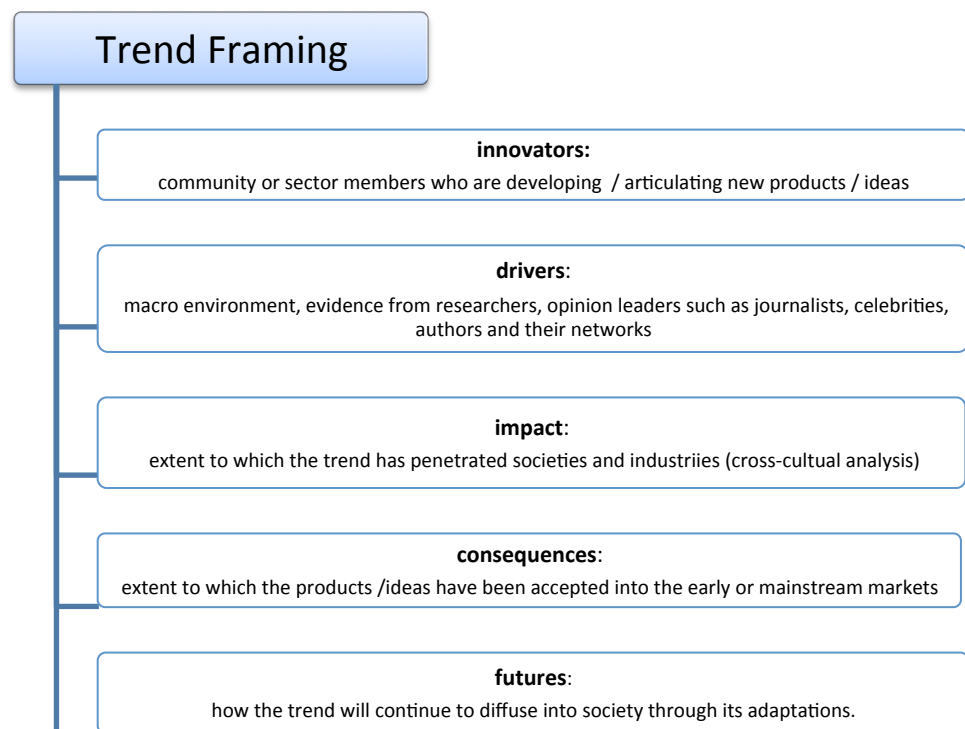 Trend Framing
innovators:
community or sector members who are developing / articulating new products / ideas
drivers:
macro environment, evidence from researchers, opinion leaders such as journalists, celebrities,
authors and their networks
impact:
extent to which the trend has penetrated societies and industriies (cross-cultual analysis)
consequences:
extent to which the products /ideas have been accepted into the early or mainstream markets
futures:
how the trend will continue to diffuse into society through its adaptations.